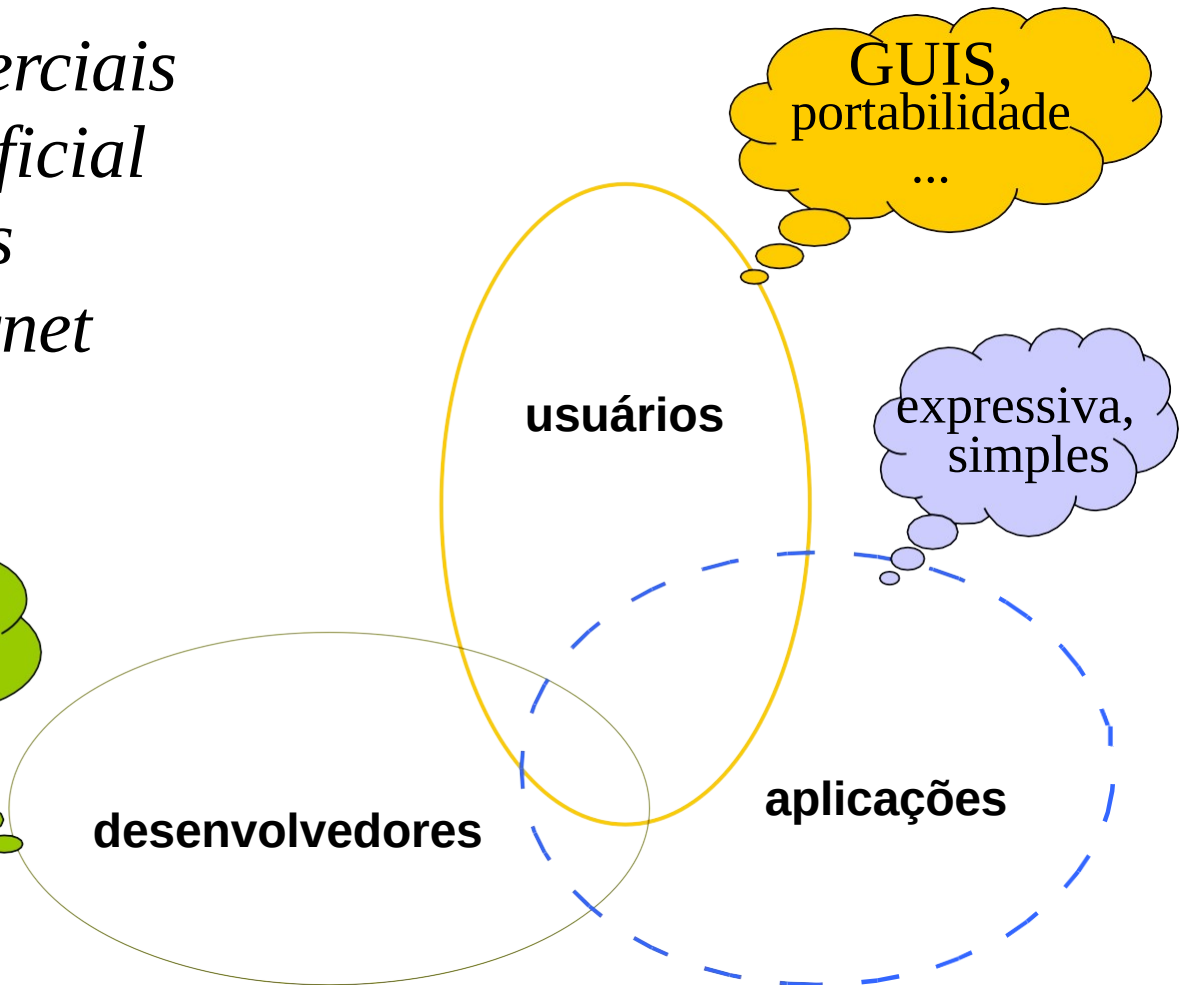 erciais
ficial
s
net
GUIS,
portabilidade
...
usuários
expressiva,
simples
aplicações
desenvolvedores